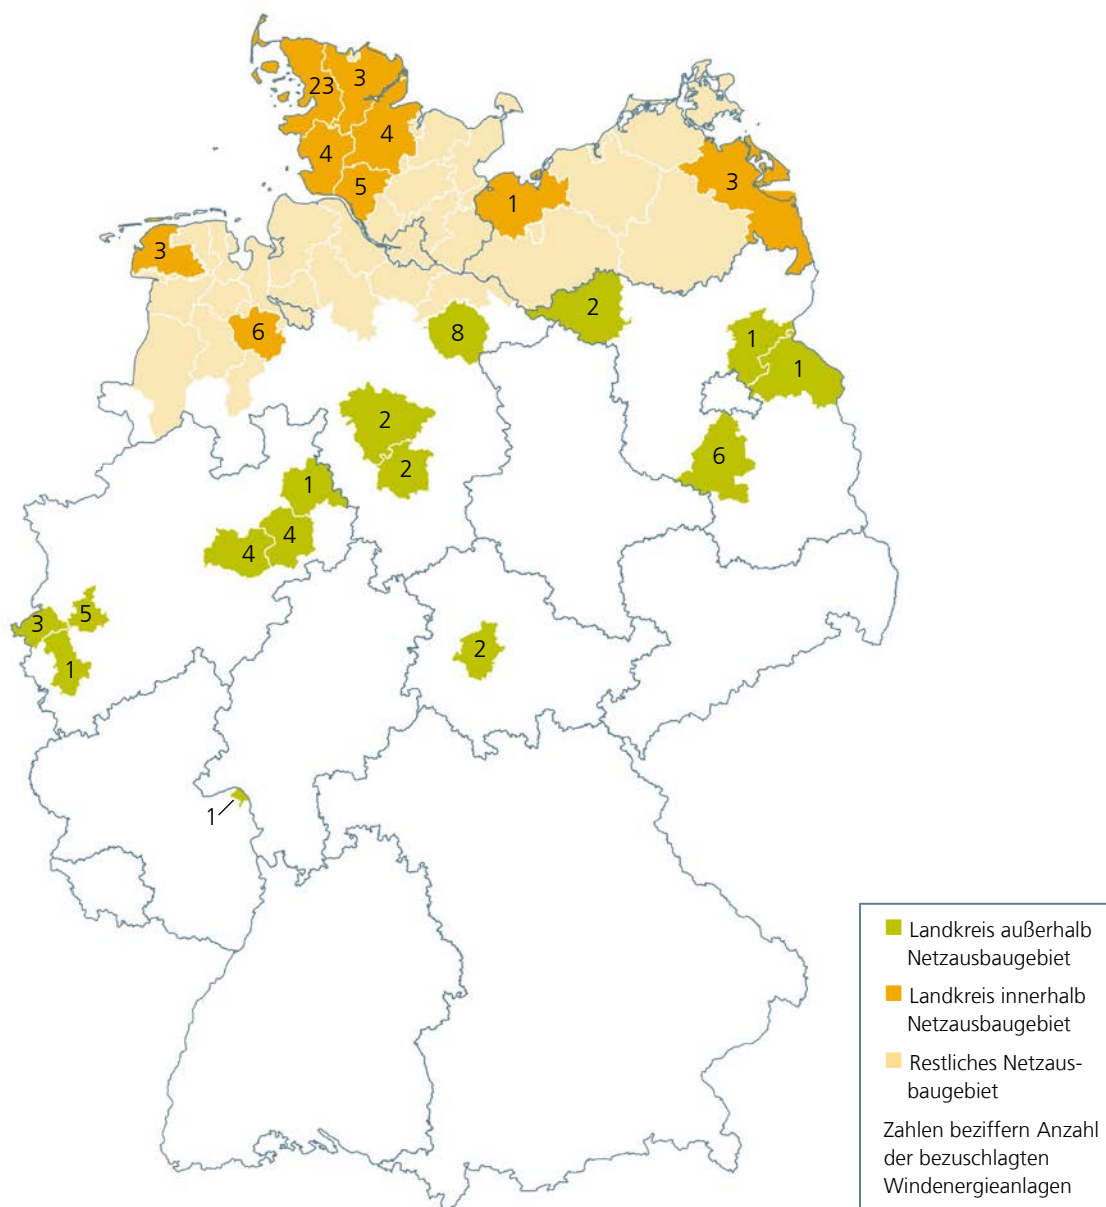 23
3
4
4
5
1
3
3
6
2
8
1
1
2
2
6
1
4
4
5
3
1
2
1
Landkreis außerhalb
Netzausbaugebiet
Landkreis innerhalb
Netzausbaugebiet
Restliches Netzaus-
baugebiet
Zahlen beziffern Anzahl
der bezuschlagten
Windenergieanlagen